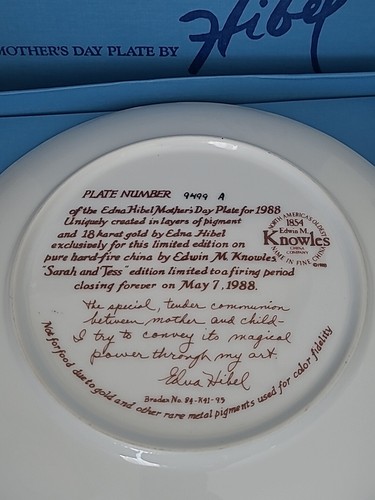 MOTHER'S DAY PLATE BY Hibel
PLATE NUMBER 9499 A
of the Edna Hibel Mother's Day Plate for 1988
Uniquely created in layers of pigment
and 18 karat gold by Edna Hibel
exclusively for this limited edition on
pure hard-fire china by Edwin M. Knowles.
"Sarah and Tess" edition limited to a firing period
closing forever on May 7, 1988.
NORTH AMERICA'S OLDEST
1854
Edwin M.
Knowles
CHINA
COMPANY
NAME IN FINE CHINA
©1988
The special, tender communion
between mother and child—
I try to convey its magical
power through my art.
Edna Hibel
Bradex No. 84-K41-4.3
Not for food due to gold and other rare metal pigments used for color fidelity